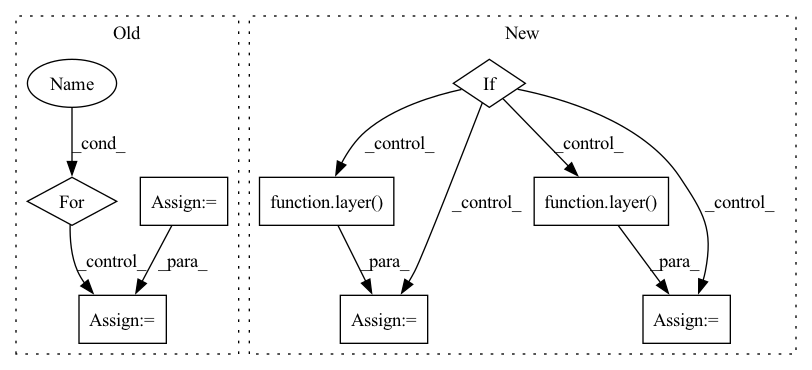 Old
New
Name
If
_cond_
_control_
_control_
For
Assign:=
function.layer()
function.layer()
_control_
_control_
_control_
_para_
_para_
_para_
Assign:=
Assign:=
Assign:=